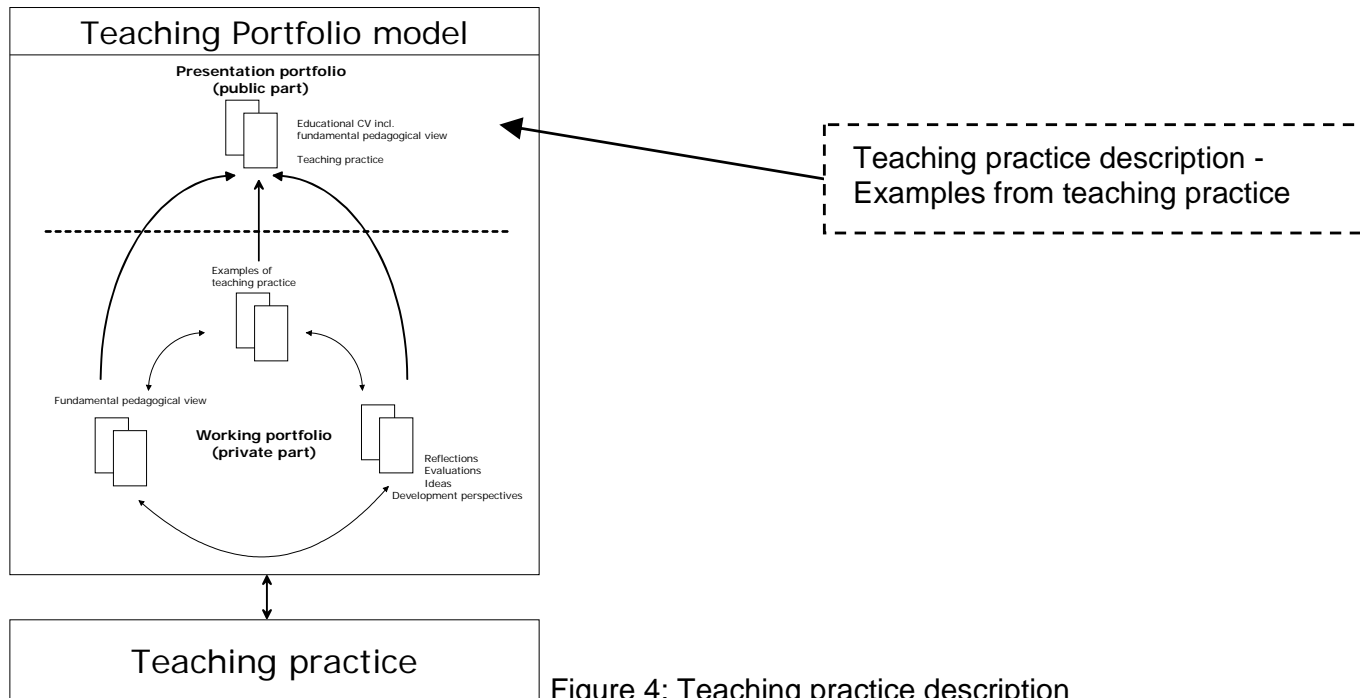 Teaching Portfolio model
Presentation portfolio
(public part)
Educational CV incl.
fundamental pedagogical view
Teaching practice
Teaching practice description -
Examples from teaching practice
Examples of
teaching practice
Fundamental pedagogical view
Working portfolio
(private part)
Reflections
Evaluations
Ideas
Development perspectives
Teaching practice
Figure 4: Teaching practice description